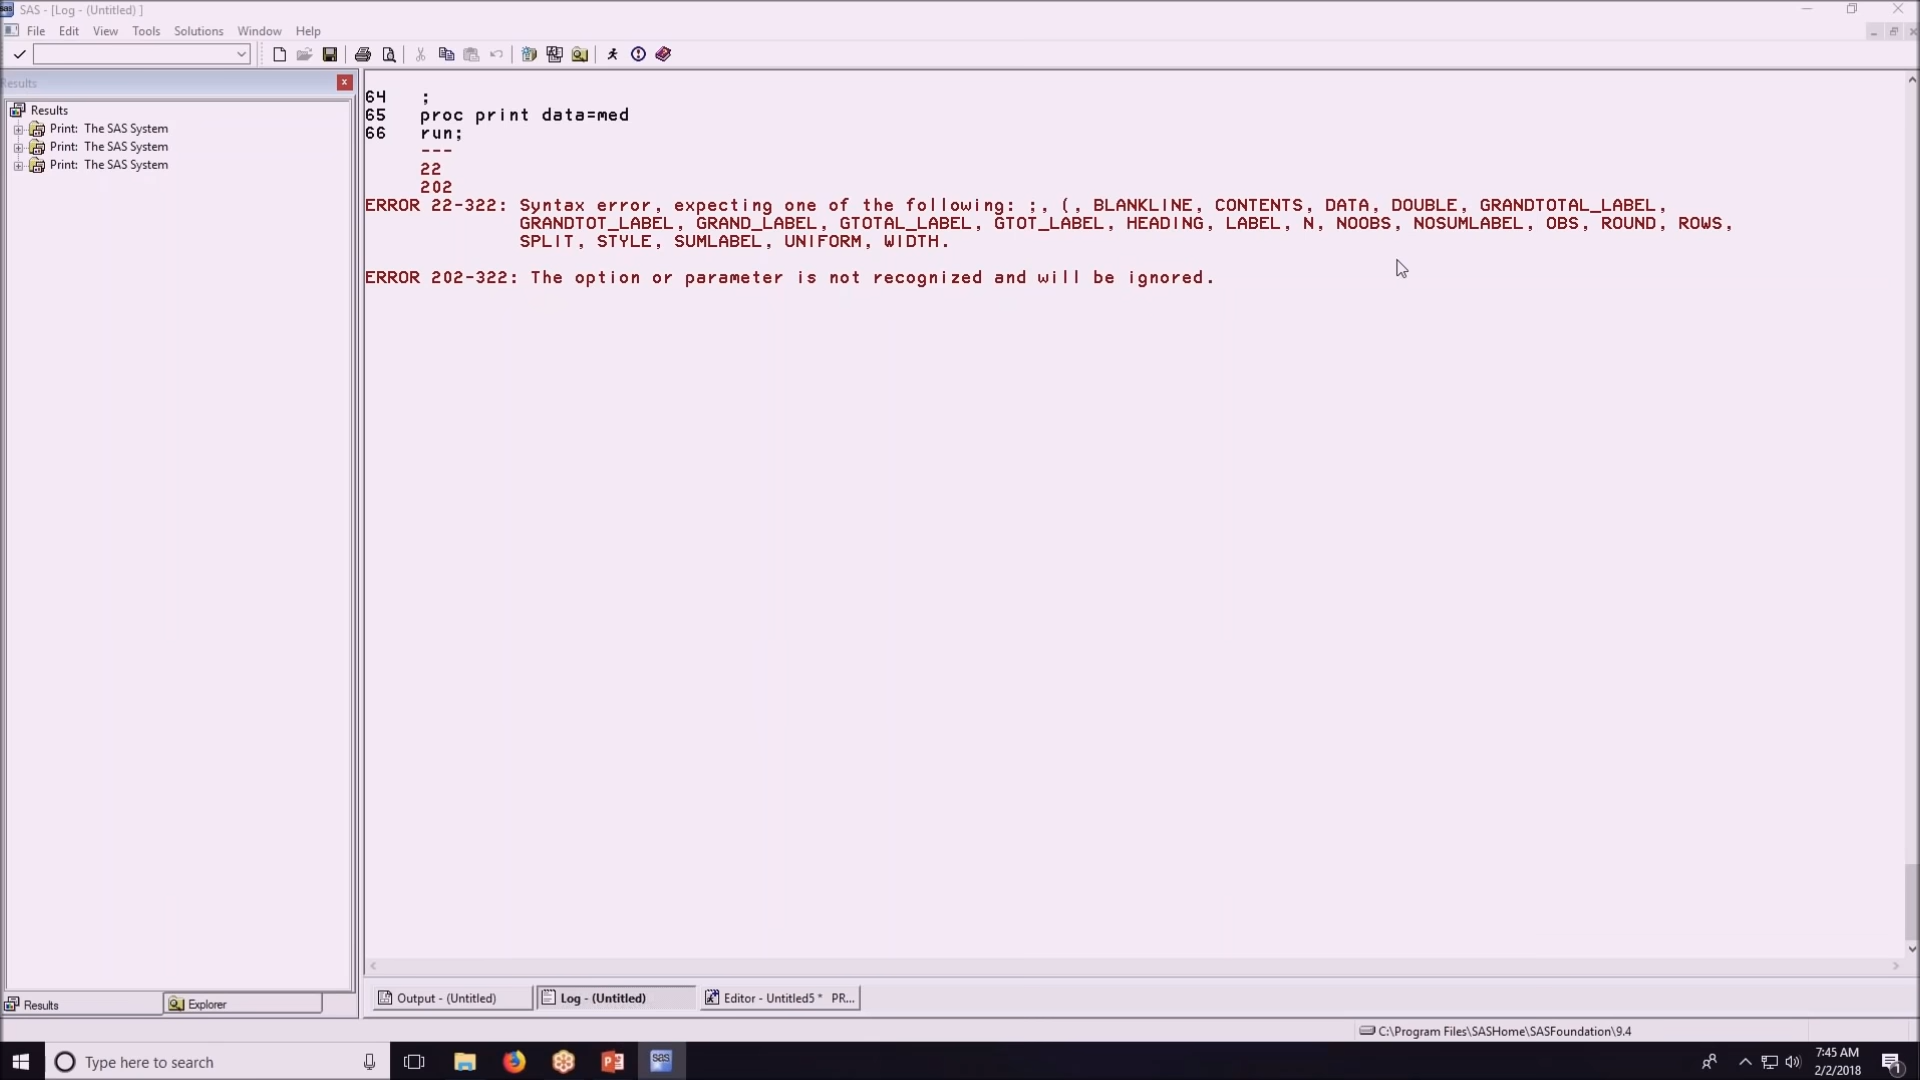 SAS - [Log - (Untitled) ]
File Edit View Tools Solutions Window Help
Results
Results
Print: The SAS System
Print: The SAS System
Print: The SAS System
64 ;
65 proc print data=med
66 run;
---
22
202
ERROR 22-322: Syntax error, expecting one of the following: ;, (, BLANKLINE, CONTENTS, DATA, DOUBLE, GRANDTOTAL_LABEL,
GRANDTOT_LABEL, GRAND_LABEL, GTOTAL_LABEL, GTOT_LABEL, HEADING, LABEL, N, NOOBS, NOSUMLABEL, OBS, ROUND, ROWS,
SPLIT, STYLE, SUMLABEL, UNIFORM, WIDTH.
ERROR 202-322: The option or parameter is not recognized and will be ignored.
Results Explorer
Output - (Untitled) Log - (Untitled) Editor - Untitled5 * PR...
C:\Program Files\SASHome\SASFoundation\9.4
Type here to search
sas
7:45 AM
2/2/2018
1